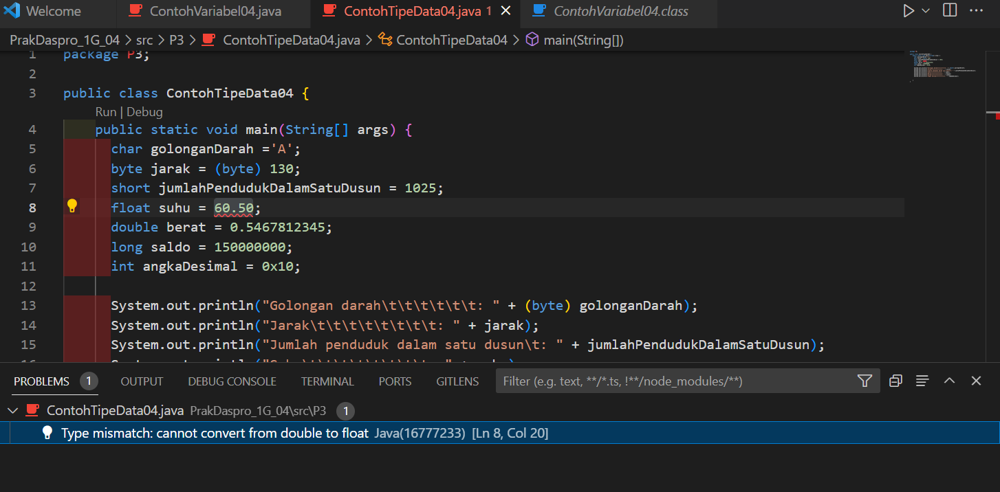 Welcome ContohVariabel04.java ContohTipeData04.java 1 ContohVariabel04.class
PrakDaspro_1G_04 > src > P3 > ContohTipeData04.java > ContohTipeData04 > main(String[])
1 package P3;
2
3 public class ContohTipeData04 {
Run | Debug
4 public static void main(String[] args) {
5 char golonganDarah ='A';
6 byte jarak = (byte) 130;
7 short jumlahPendudukDalamSatuDusun = 1025;
8 float suhu = 60.50;
9 double berat = 0.5467812345;
10 long saldo = 150000000;
11 int angkaDesimal = 0x10;
12
13 System.out.println("Golongan darah\t\t\t\t\t\t: " + (byte) golonganDarah);
14 System.out.println("Jarak\t\t\t\t\t\t\t\t: " + jarak);
15 System.out.println("Jumlah penduduk dalam satu dusun\t: " + jumlahPendudukDalamSatuDusun);
PROBLEMS 1 OUTPUT DEBUG CONSOLE TERMINAL PORTS GITLENS Filter (e.g. text, **/*.ts, !**/node_modules/**)
ContohTipeData04.java PrakDaspro_1G_04\src\P3 1
Type mismatch: cannot convert from double to float Java(16777233) [Ln 8, Col 20]